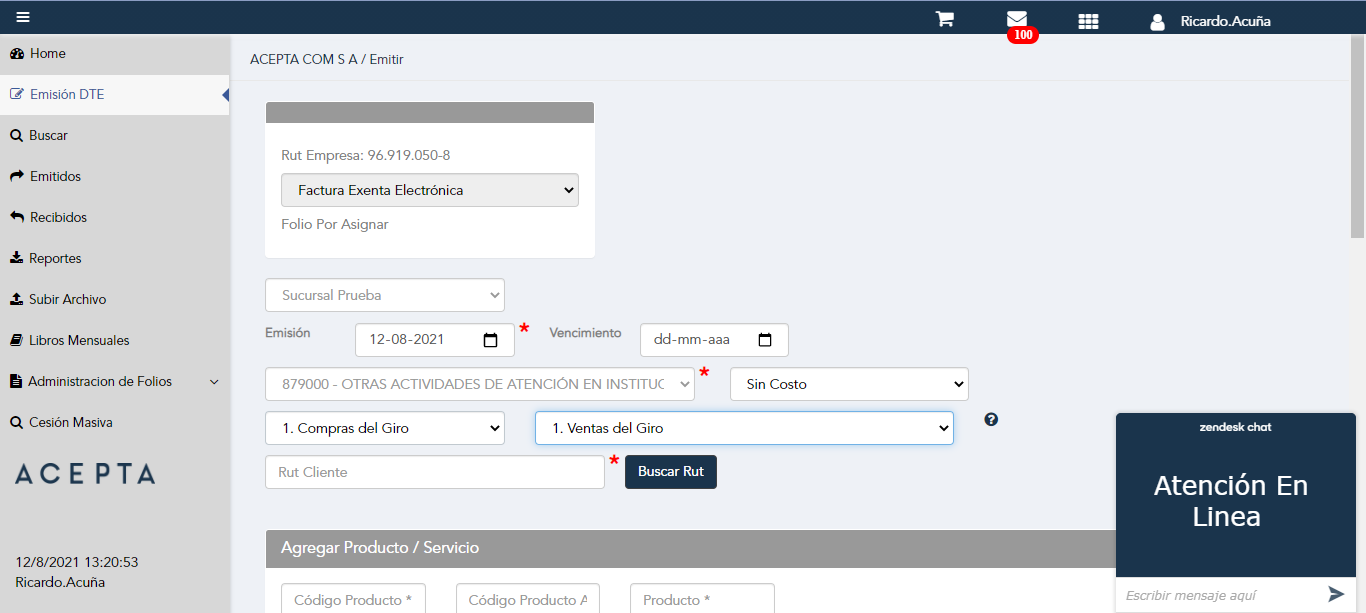 100
Ricardo.Acuña
Home
Emisión DTE
Buscar
Emitidos
Recibidos
Reportes
Subir Archivo
Libros Mensuales
Administracion de Folios
Cesión Masiva
ACEPTA
12/8/2021 13:20:53
Ricardo.Acuña
ACEPTA COM S A / Emitir
Rut Empresa: 96.919.050-8
Factura Exenta Electrónica
Folio Por Asignar
Sucursal Prueba
Emisión 12-08-2021 * Vencimiento dd-mm-aaa
879000 - OTRAS ACTIVIDADES DE ATENCIÓN EN INSTITUC * Sin Costo
1. Compras del Giro 1. Ventas del Giro ?
Rut Cliente * Buscar Rut
Agregar Producto / Servicio
Código Producto * Código Producto A Producto *
zendesk chat
Atención En
Linea
Escribir mensaje aquí